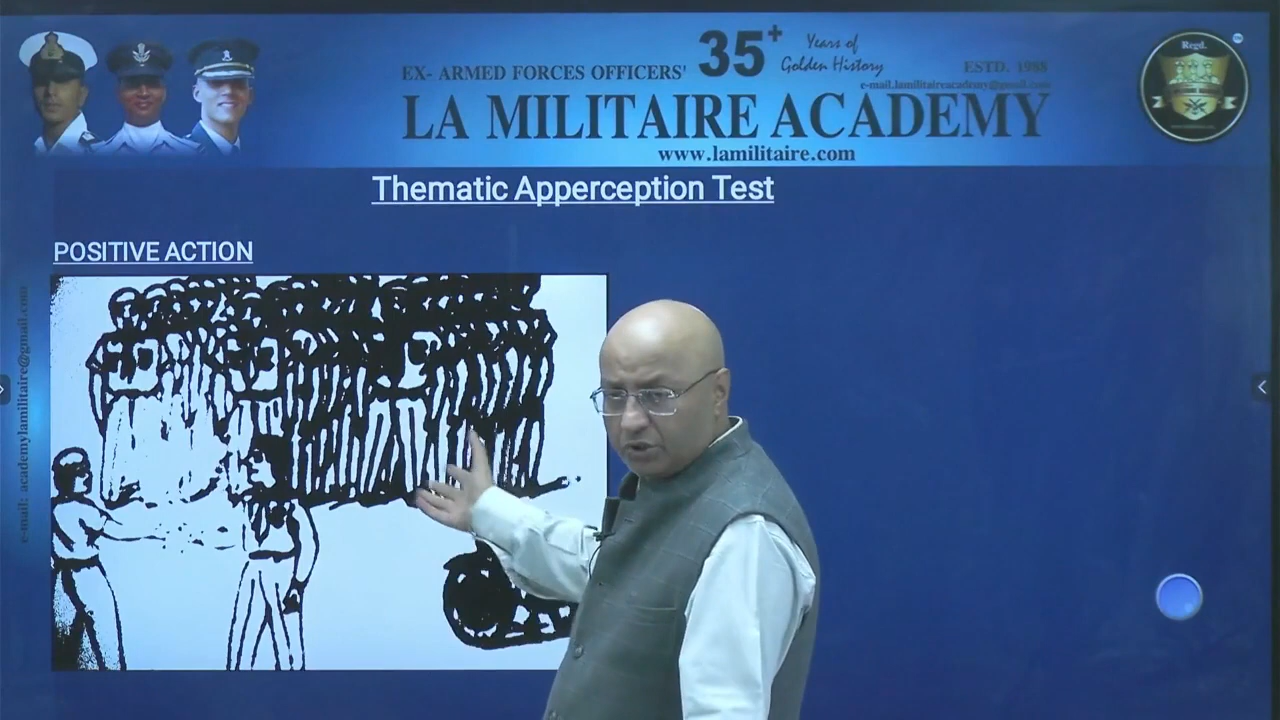 35+ Years of
Golden History
EX- ARMED FORCES OFFICERS'
ESTD. 1988
e-mail.lamilitaireacademy@gmail.com
LA MILITAIRE ACADEMY
www.lamilitaire.com
Regd.
Thematic Apperception Test
POSITIVE ACTION
e-mail: academylamilitaire@gmail.com